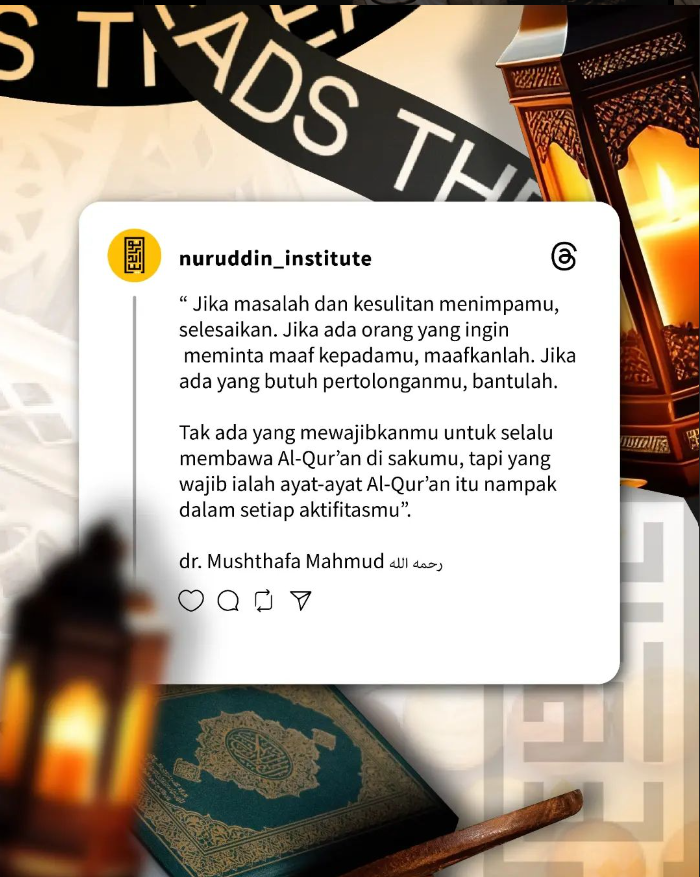 S TH
EADS THR
nuruddin_institute
“ Jika masalah dan kesulitan menimpamu,
selesaikan. Jika ada orang yang ingin
meminta maaf kepadamu, maafkanlah. Jika
ada yang butuh pertolonganmu, bantulah.
Tak ada yang mewajibkanmu untuk selalu
membawa Al-Qur’an di sakumu, tapi yang
wajib ialah ayat-ayat Al-Qur’an itu nampak
dalam setiap aktifitasmu”.
dr. Mushthafa Mahmud رحمه الله